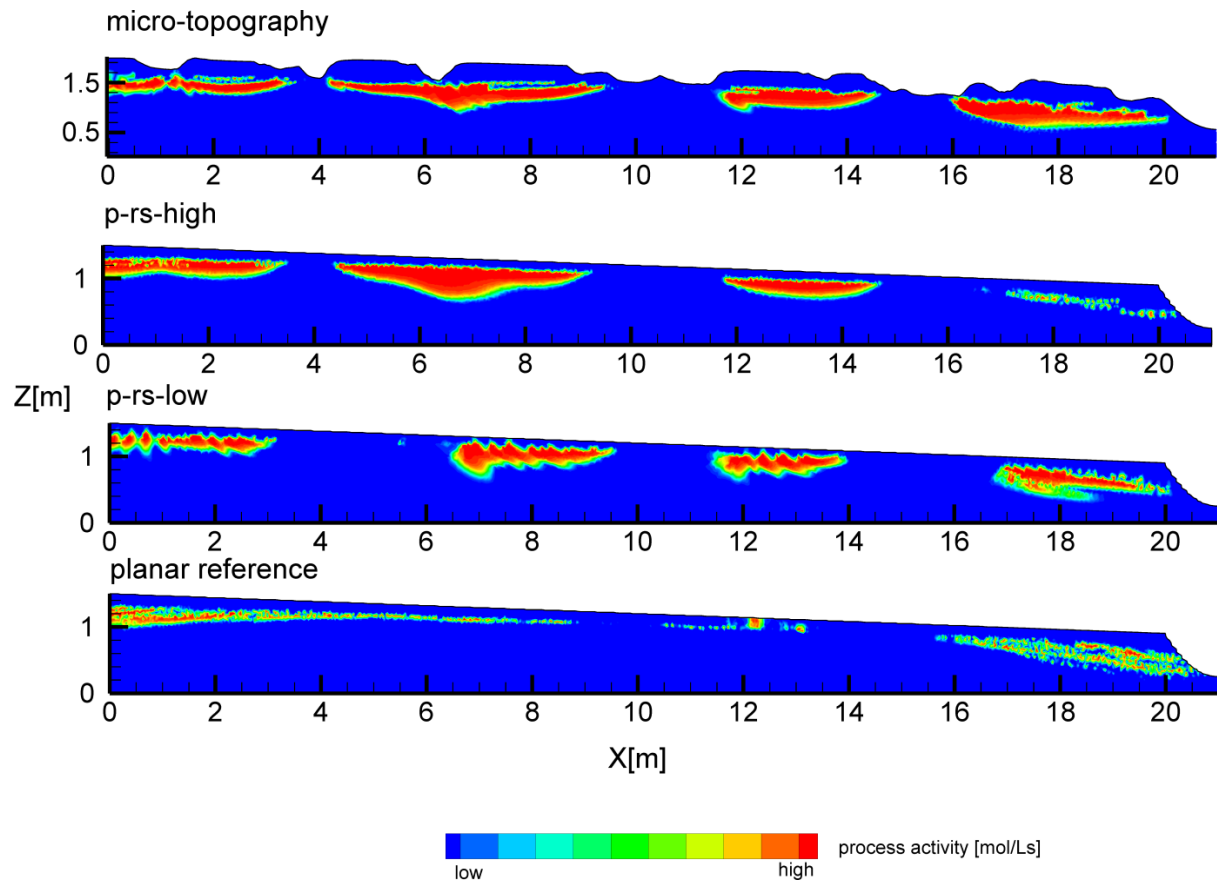 micro-topography
1.5
0.5
0 2 4 6 8 10 12 14 16 18 20
p-rs-high
1
0
0 2 4 6 8 10 12 14 16 18 20
Z[m]
p-rs-low
1
0
0 2 4 6 8 10 12 14 16 18 20
planar reference
1
0
0 2 4 6 8 10 12 14 16 18 20
X[m]
process activity [mol/Ls]
low high